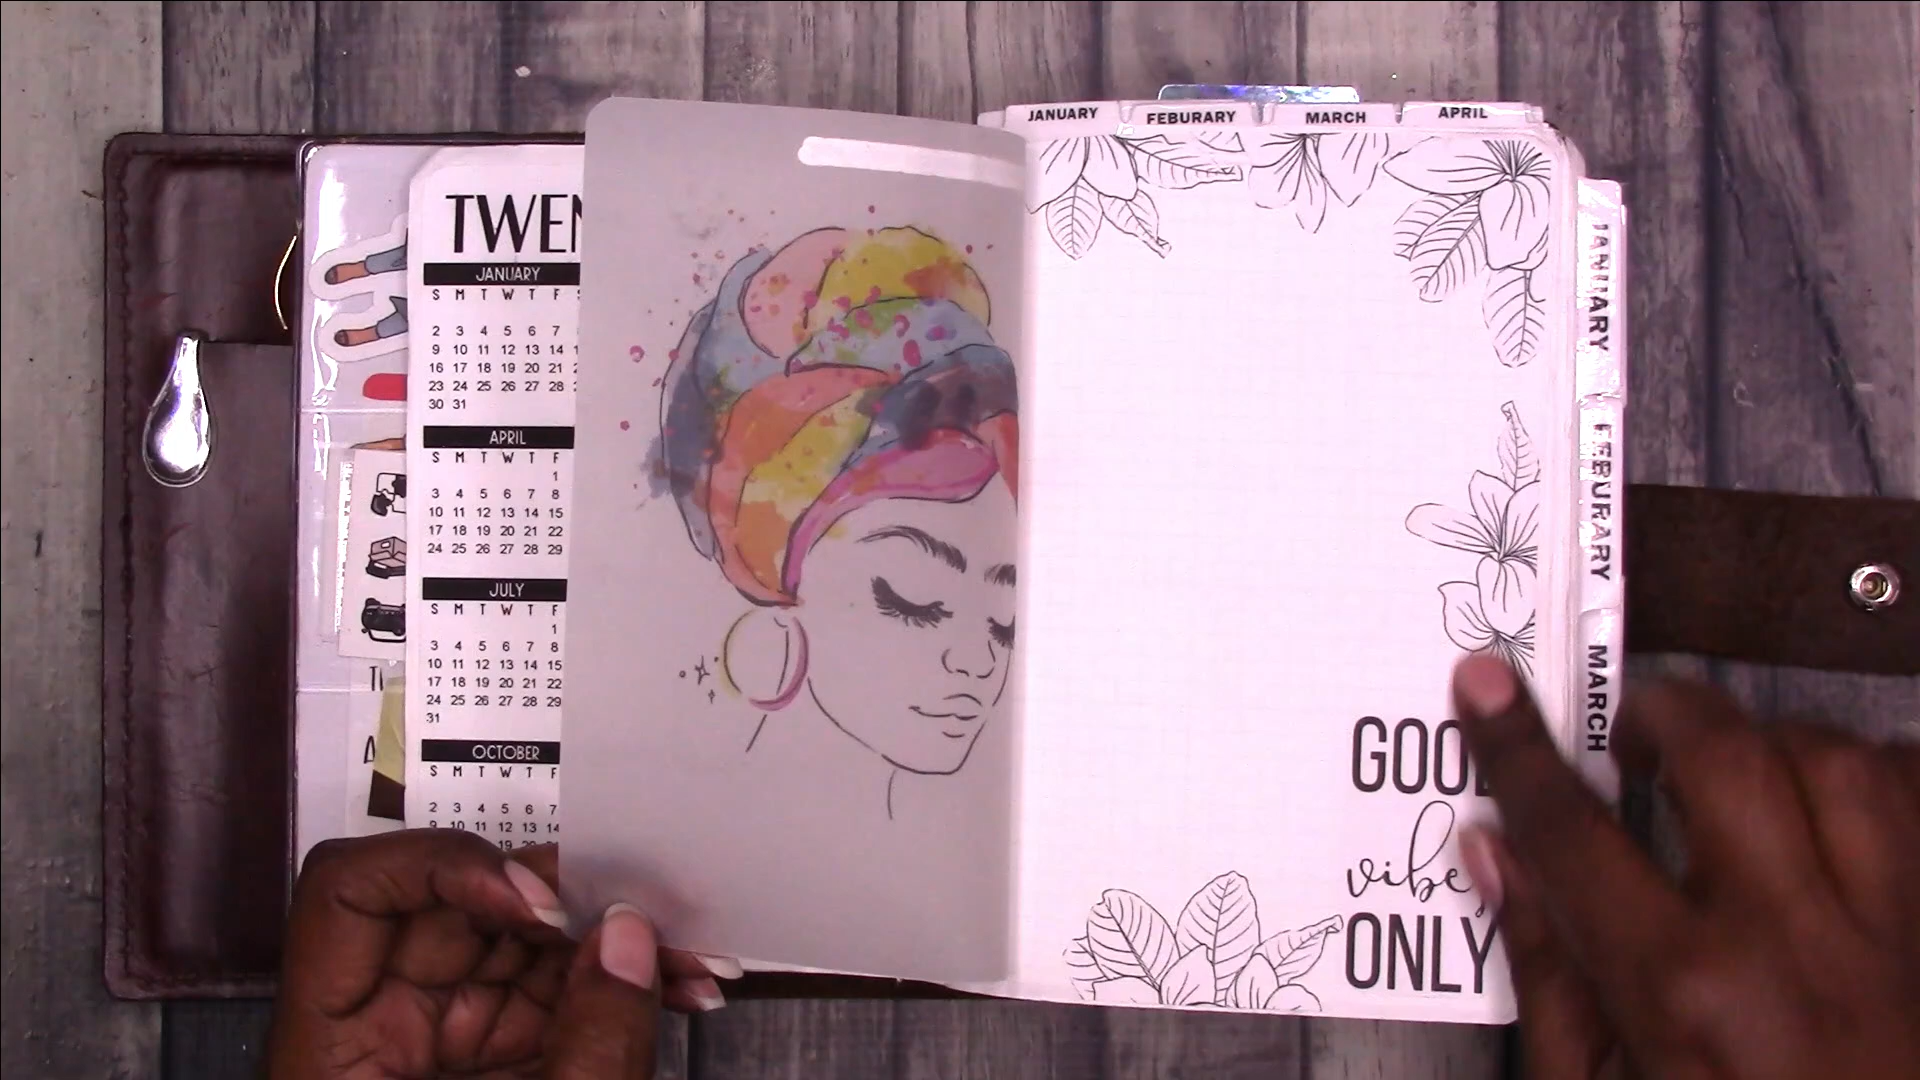 JANUARY FEBURARY MARCH APRIL
TWEN
JANUARY
S M T W T F S
2 3 4 5 6 7
9 10 11 12 13 14
16 17 18 19 20 21
23 24 25 26 27 28
30 31
APRIL
S M T W T F
1
3 4 5 6 7 8
10 11 12 13 14 15
17 18 19 20 21 22
24 25 26 27 28 29
JULY
S M T W T F
1
3 4 5 6 7 8
10 11 12 13 14 15
17 18 19 20 21 22
24 25 26 27 28 29
31
OCTOBER
S M T W T F
2 3 4 5 6 7
9 10 11 12 13 14
19 20
GOOD
vibes
ONLY
JANUARY
FEBURARY
MARCH